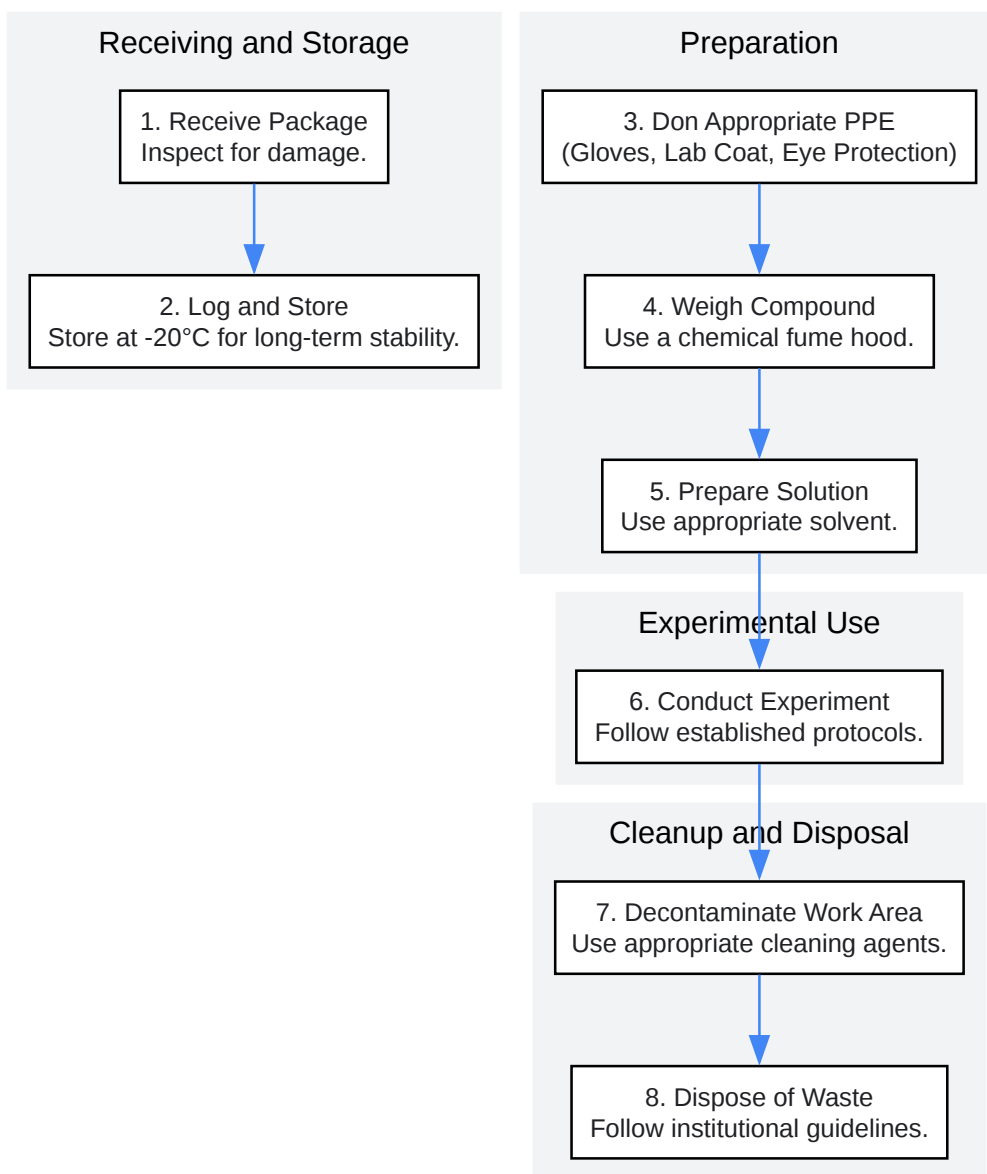 Receiving and Storage
1. Receive Package
Inspect for damage.
2. Log and Store
Store at -20°C for long-term stability.
Preparation
3. Don Appropriate PPE
(Gloves, Lab Coat, Eye Protection)
4. Weigh Compound
Use a chemical fume hood.
5. Prepare Solution
Use appropriate solvent.
Experimental Use
6. Conduct Experiment
Follow established protocols.
Cleanup and Disposal
7. Decontaminate Work Area
Use appropriate cleaning agents.
8. Dispose of Waste
Follow institutional guidelines.